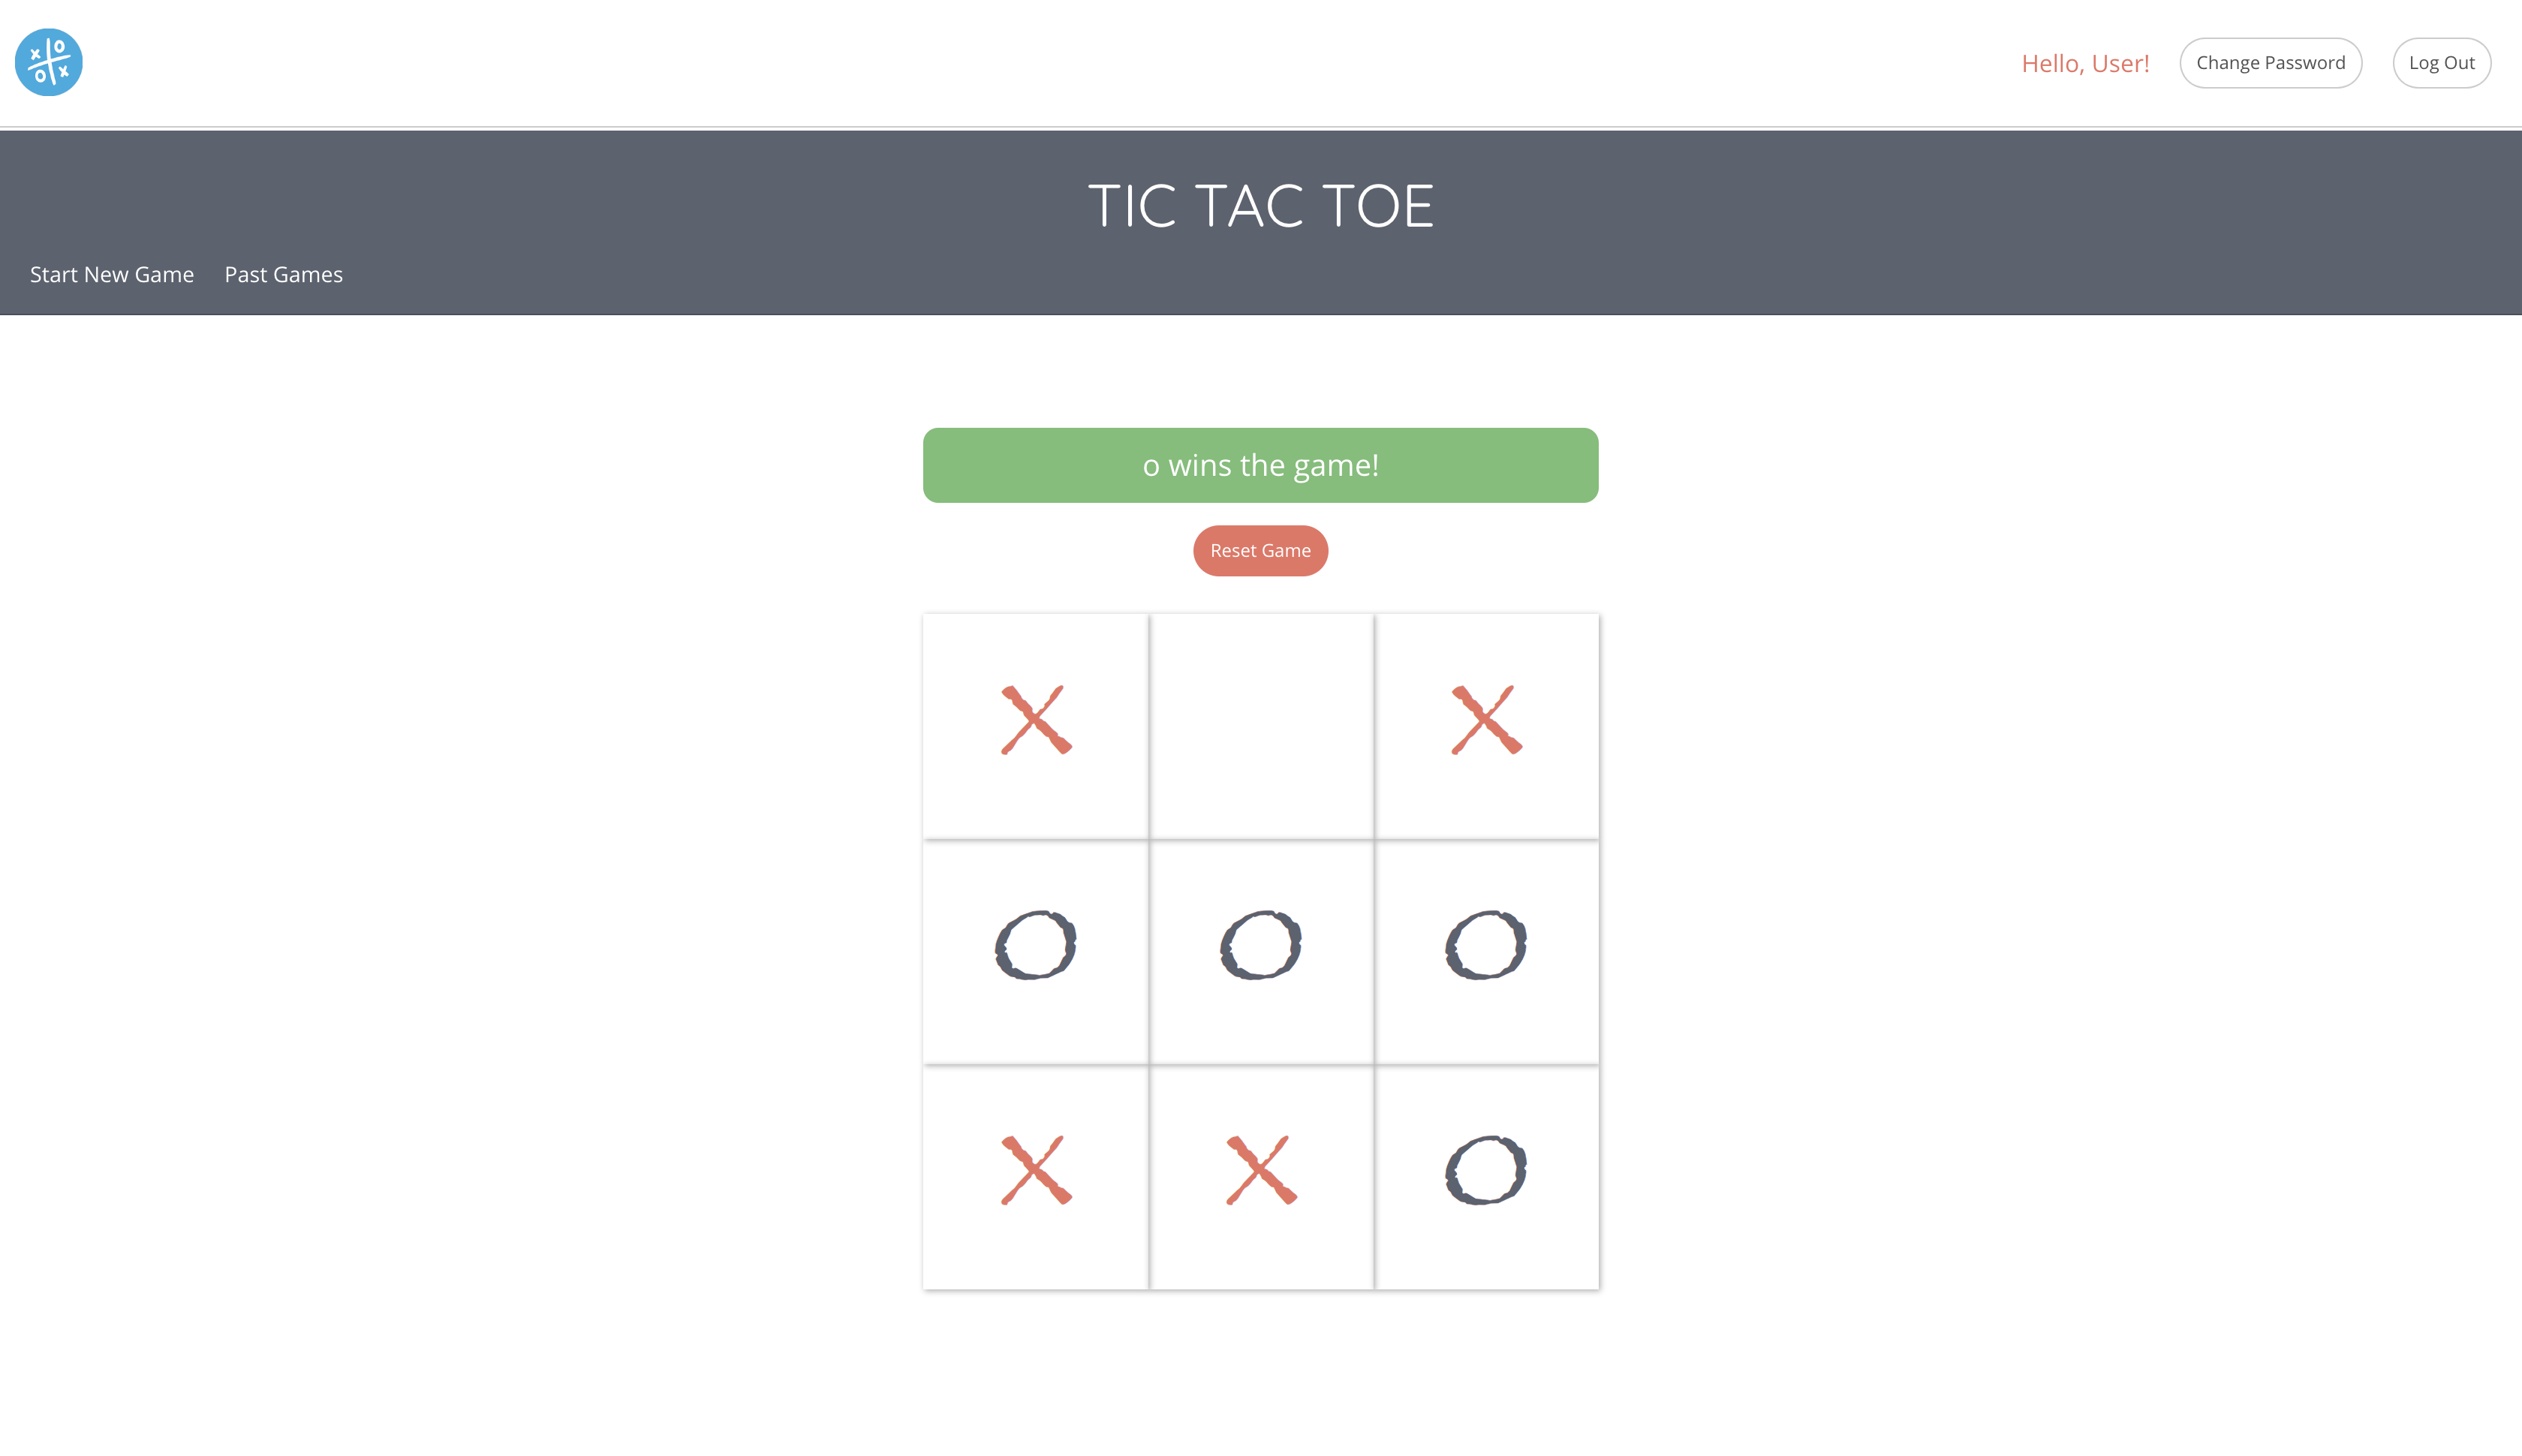 Hello, User! Change Password Log Out
TIC TAC TOE
Start New Game Past Games
o wins the game!
Reset Game
X X
O O O
X X O